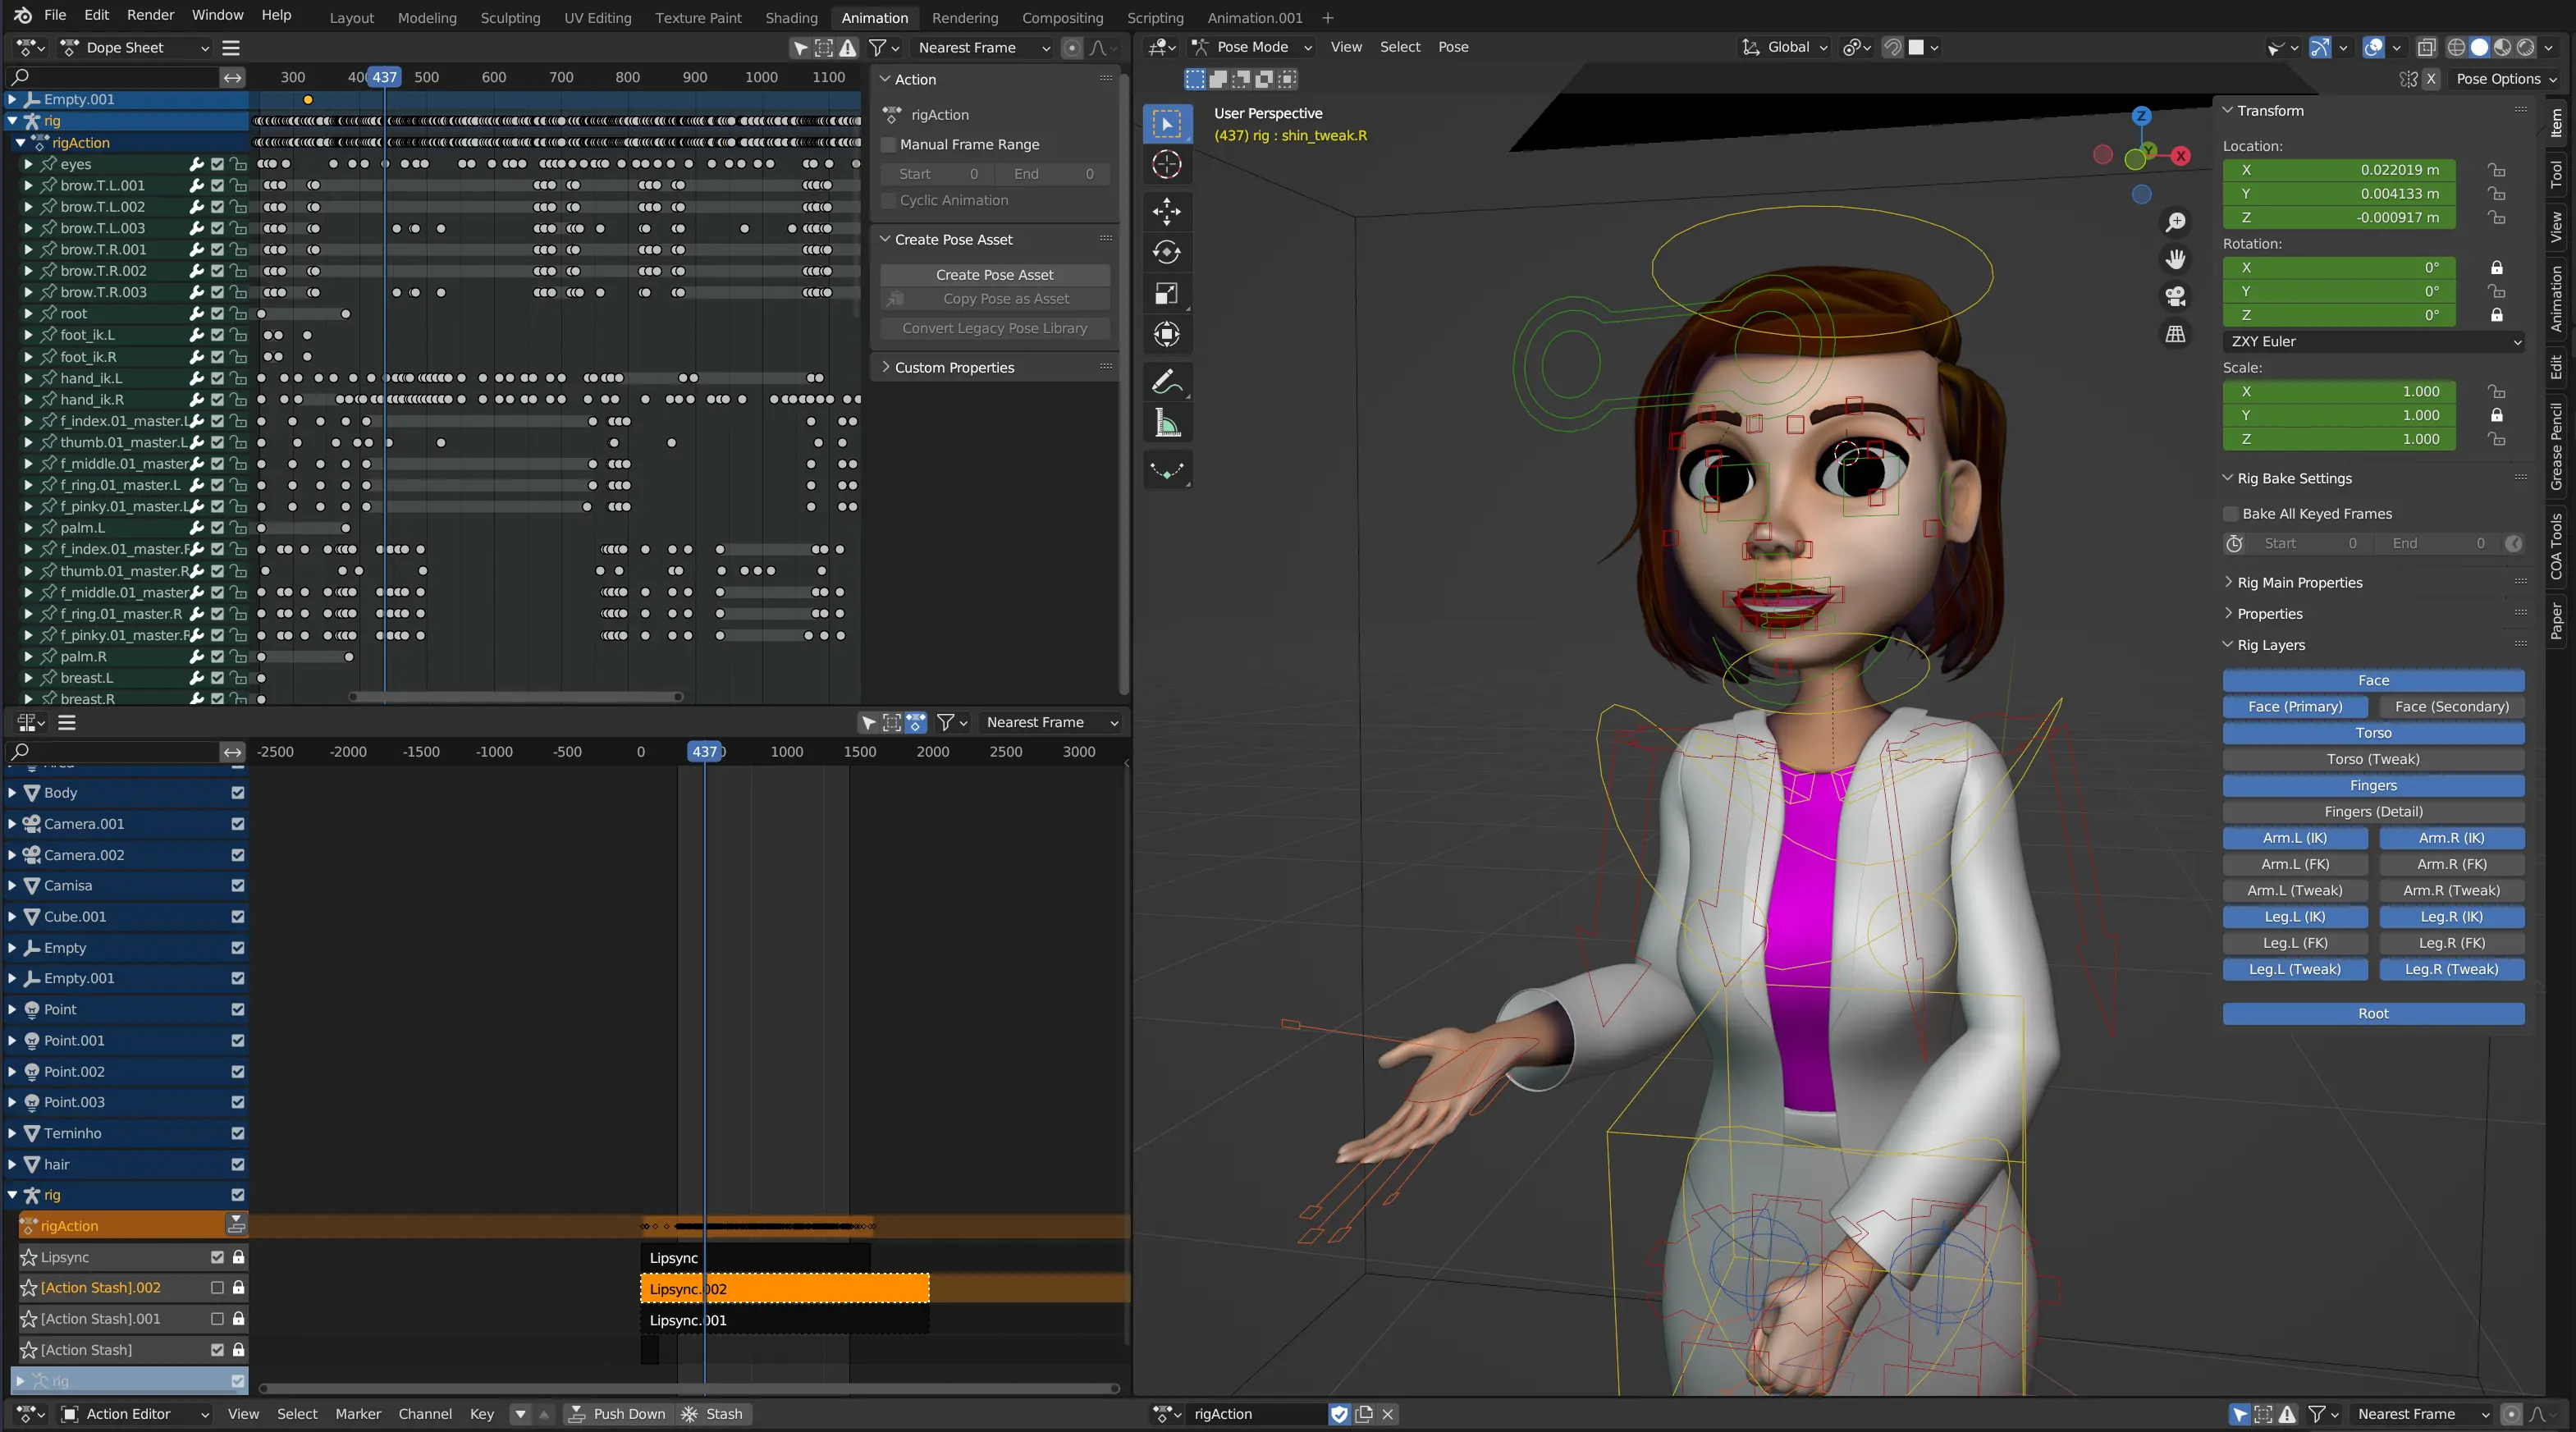 File Edit Render Window Help Layout Modeling Sculpting UV Editing Texture Paint Shading Animation Rendering Compositing Scripting Animation.001 +
Dope Sheet Nearest Frame
300 437 500 600 700 800 900 1000 1100
Empty.001
rig
rigAction
eyes
brow.T.L.001
brow.T.L.002
brow.T.L.003
brow.T.R.001
brow.T.R.002
brow.T.R.003
root
foot_ik.L
foot_ik.R
hand_ik.L
hand_ik.R
f_index.01_master.L
thumb.01_master.L
f_middle.01_master
f_ring.01_master.L
f_pinky.01_master.L
palm.L
f_index.01_master.R
thumb.01_master.R
f_middle.01_master
f_ring.01_master.R
f_pinky.01_master.R
palm.R
breast.L
breast.R
Action
rigAction
Manual Frame Range
Start 0 End 0
Cyclic Animation
Create Pose Asset
Create Pose Asset
Copy Pose as Asset
Convert Legacy Pose Library
Custom Properties
Nearest Frame
-2500 -2000 -1500 -1000 -500 0 437 1000 1500 2000 2500 3000
Body
Camera.001
Camera.002
Camisa
Cube.001
Empty
Empty.001
Point
Point.001
Point.002
Point.003
Terninho
hair
rig
rigAction
Lipsync Lipsync
[Action Stash].002 Lipsync.002
[Action Stash].001 Lipsync.001
[Action Stash]
rig
Action Editor View Select Marker Channel Key Push Down Stash
Pose Mode View Select Pose Global
X Pose Options
User Perspective
(437) rig : shin_tweak.R
Z
Y
X
Transform
Location:
X 0.022019 m
Y 0.004133 m
Z -0.000917 m
Rotation:
X 0°
Y 0°
Z 0°
ZXY Euler
Scale:
X 1.000
Y 1.000
Z 1.000
Rig Bake Settings
Bake All Keyed Frames
Start 0 End 0
Rig Main Properties
Properties
Rig Layers
Face
Face (Primary) Face (Secondary)
Torso
Torso (Tweak)
Fingers
Fingers (Detail)
Arm.L (IK) Arm.R (IK)
Arm.L (FK) Arm.R (FK)
Arm.L (Tweak) Arm.R (Tweak)
Leg.L (IK) Leg.R (IK)
Leg.L (FK) Leg.R (FK)
Leg.L (Tweak) Leg.R (Tweak)
Root
Item
Tool
View
Animation
Edit
Grease Pencil
COA Tools
Paper
rigAction Nearest Frame